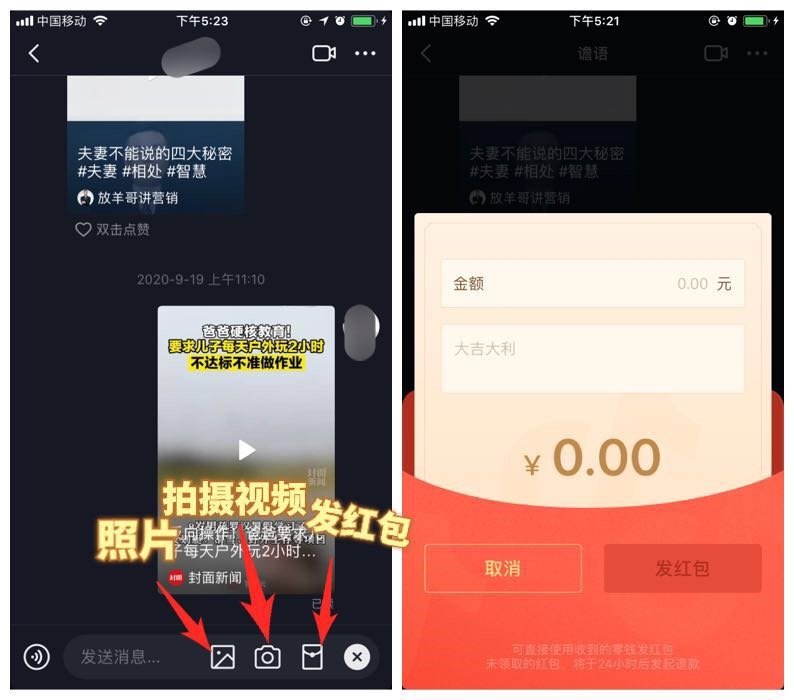 中国移动
下午5:23
夫妻不能说的四大秘密
#夫妻 #相处 #智慧
放羊哥讲营销
双击点赞
2020-9-19 上午11:10
爸爸硬核教育!
要求儿子每天户外玩2小时
不达标不准做作业
封面
新闻
拍摄视频
照片
发红包
子每天户外玩2小时...
封面 封面新闻
发送消息...
中国移动
下午5:21
谵语
夫妻不能说的四大秘密
#夫妻 #相处 #智慧
放羊哥讲营销
金额
0.00 元
大吉大利
¥ 0.00
取消
发红包
可直接使用收到的零钱发红包
未领取的红包，将于24小时后发起退款